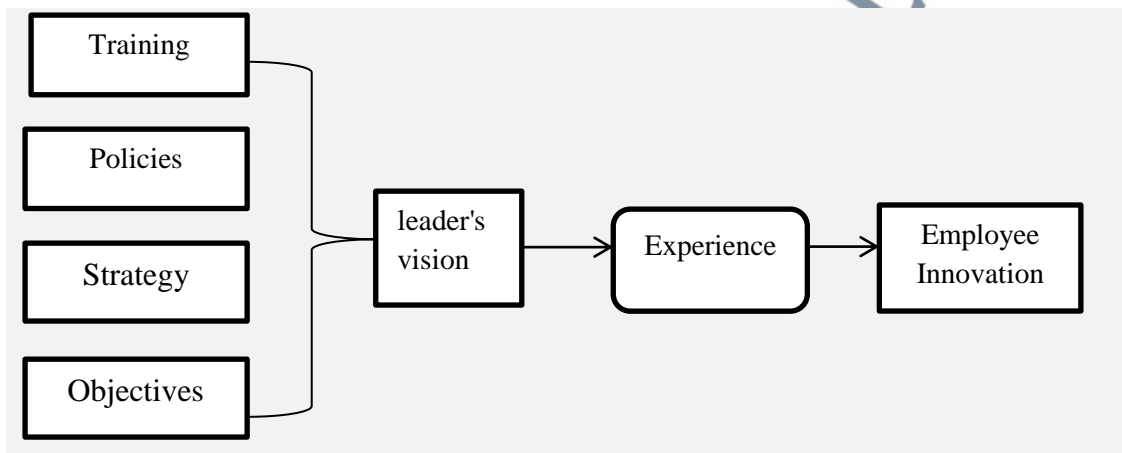 Training
Policies
Strategy
Objectives
leader's
vision
Experience
Employee
Innovation